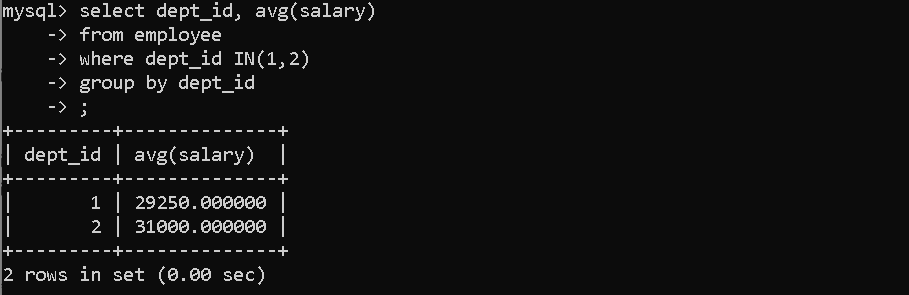 mysql> select dept_id, avg(salary)
    -> from employee
    -> where dept_id IN(1,2)
    -> group by dept_id
    -> ;
+---------+--------------+
| dept_id | avg(salary)  |
+---------+--------------+
|       1 | 29250.000000 |
|       2 | 31000.000000 |
+---------+--------------+
2 rows in set (0.00 sec)